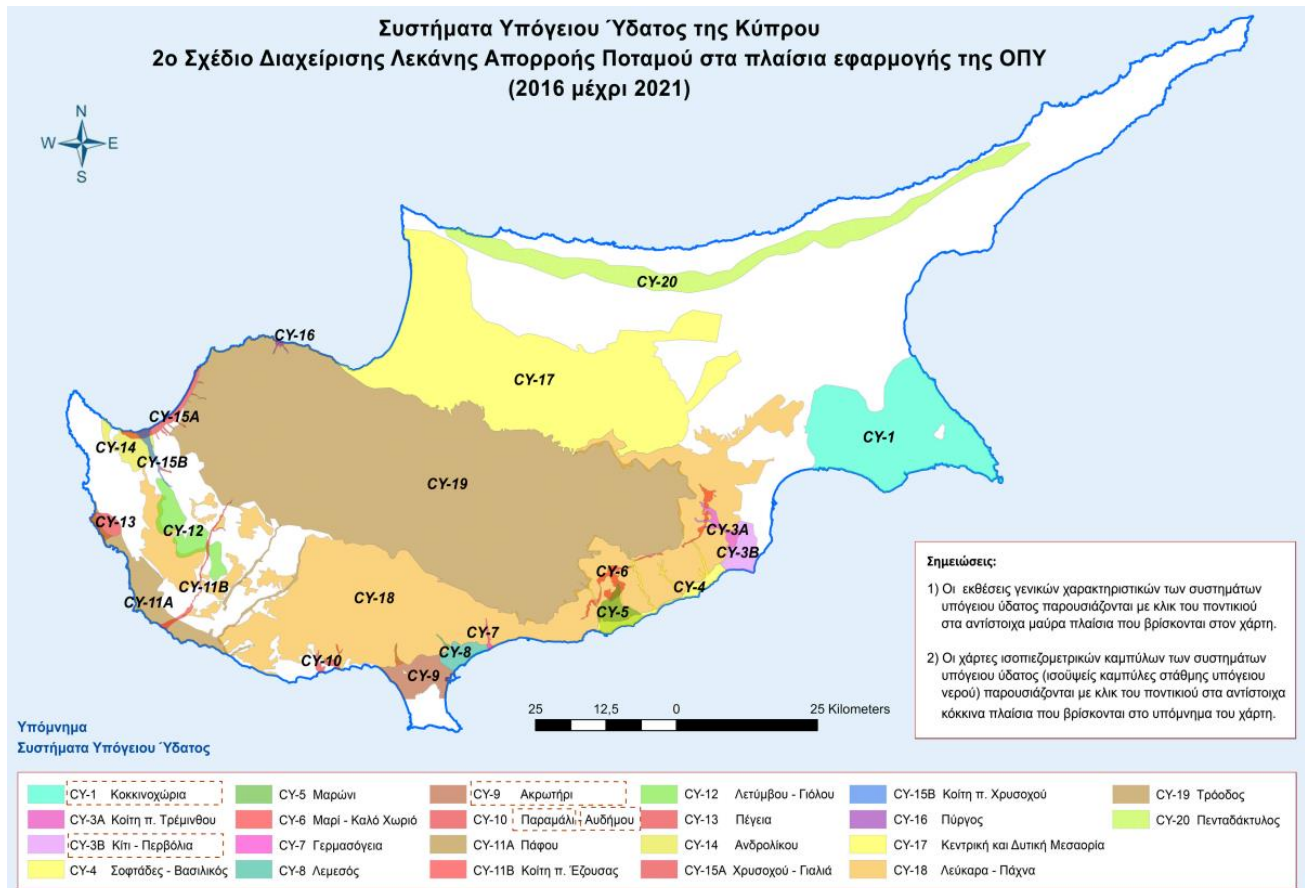 Συστήματα Υπόγειου Ύδατος της Κύπρου
2ο Σχέδιο Διαχείρισης Λεκάνης Απορροής Ποταμού στα πλαίσια εφαρμογής της ΟΠΥ
(2016 μέχρι 2021)
N
W E
S
CY-20
CY-16
CY-17
CY-15A
CY-14
CY-15B
CY-1
CY-19
CY-13
CY-12
CY-3A
CY-3B
CY-6
CY-4
CY-11B
CY-11A
CY-18
CY-5
CY-7
CY-8
CY-10
CY-9
Σημειώσεις:
1) Οι εκθέσεις γενικών χαρακτηριστικών των συστημάτων
υπόγειου ύδατος παρουσιάζονται με κλικ του ποντικιού
στα αντίστοιχα μαύρα πλαίσια που βρίσκονται στον χάρτη.
2) Οι χάρτες ισοπιεζομετρικών καμπύλων των συστημάτων
υπόγειου ύδατος (ισοϋψείς καμπύλες στάθμης υπόγειου
νερού) παρουσιάζονται με κλικ του ποντικιού στα αντίστοιχα
κόκκινα πλαίσια που βρίσκονται στο υπόμνημα του χάρτη.
25 12,5 0 25 Kilometers
Υπόμνημα
Συστήματα Υπόγειου Ύδατος
CY-1 Κοκκινοχώρια
CY-3A Κοίτη π. Τρέμινθου
CY-3B Κίτι - Περβόλια
CY-4 Σοφτάδες - Βασιλικός
CY-5 Μαρώνι
CY-6 Μαρί - Καλό Χωριό
CY-7 Γερμασόγεια
CY-8 Λεμεσός
CY-9 Ακρωτήρι
CY-10 Παραμάλι - Αυδήμου
CY-11A Πάφου
CY-11B Κοίτη π. Έζουσας
CY-12 Λετύμβου - Γιόλου
CY-13 Πέγεια
CY-14 Ανδρολίκου
CY-15A Χρυσοχού - Γιαλιά
CY-15B Κοίτη π. Χρυσοχού
CY-16 Πύργος
CY-17 Κεντρική και Δυτική Μεσαορία
CY-18 Λεύκαρα - Πάχνα
CY-19 Τρόοδος
CY-20 Πενταδάκτυλος